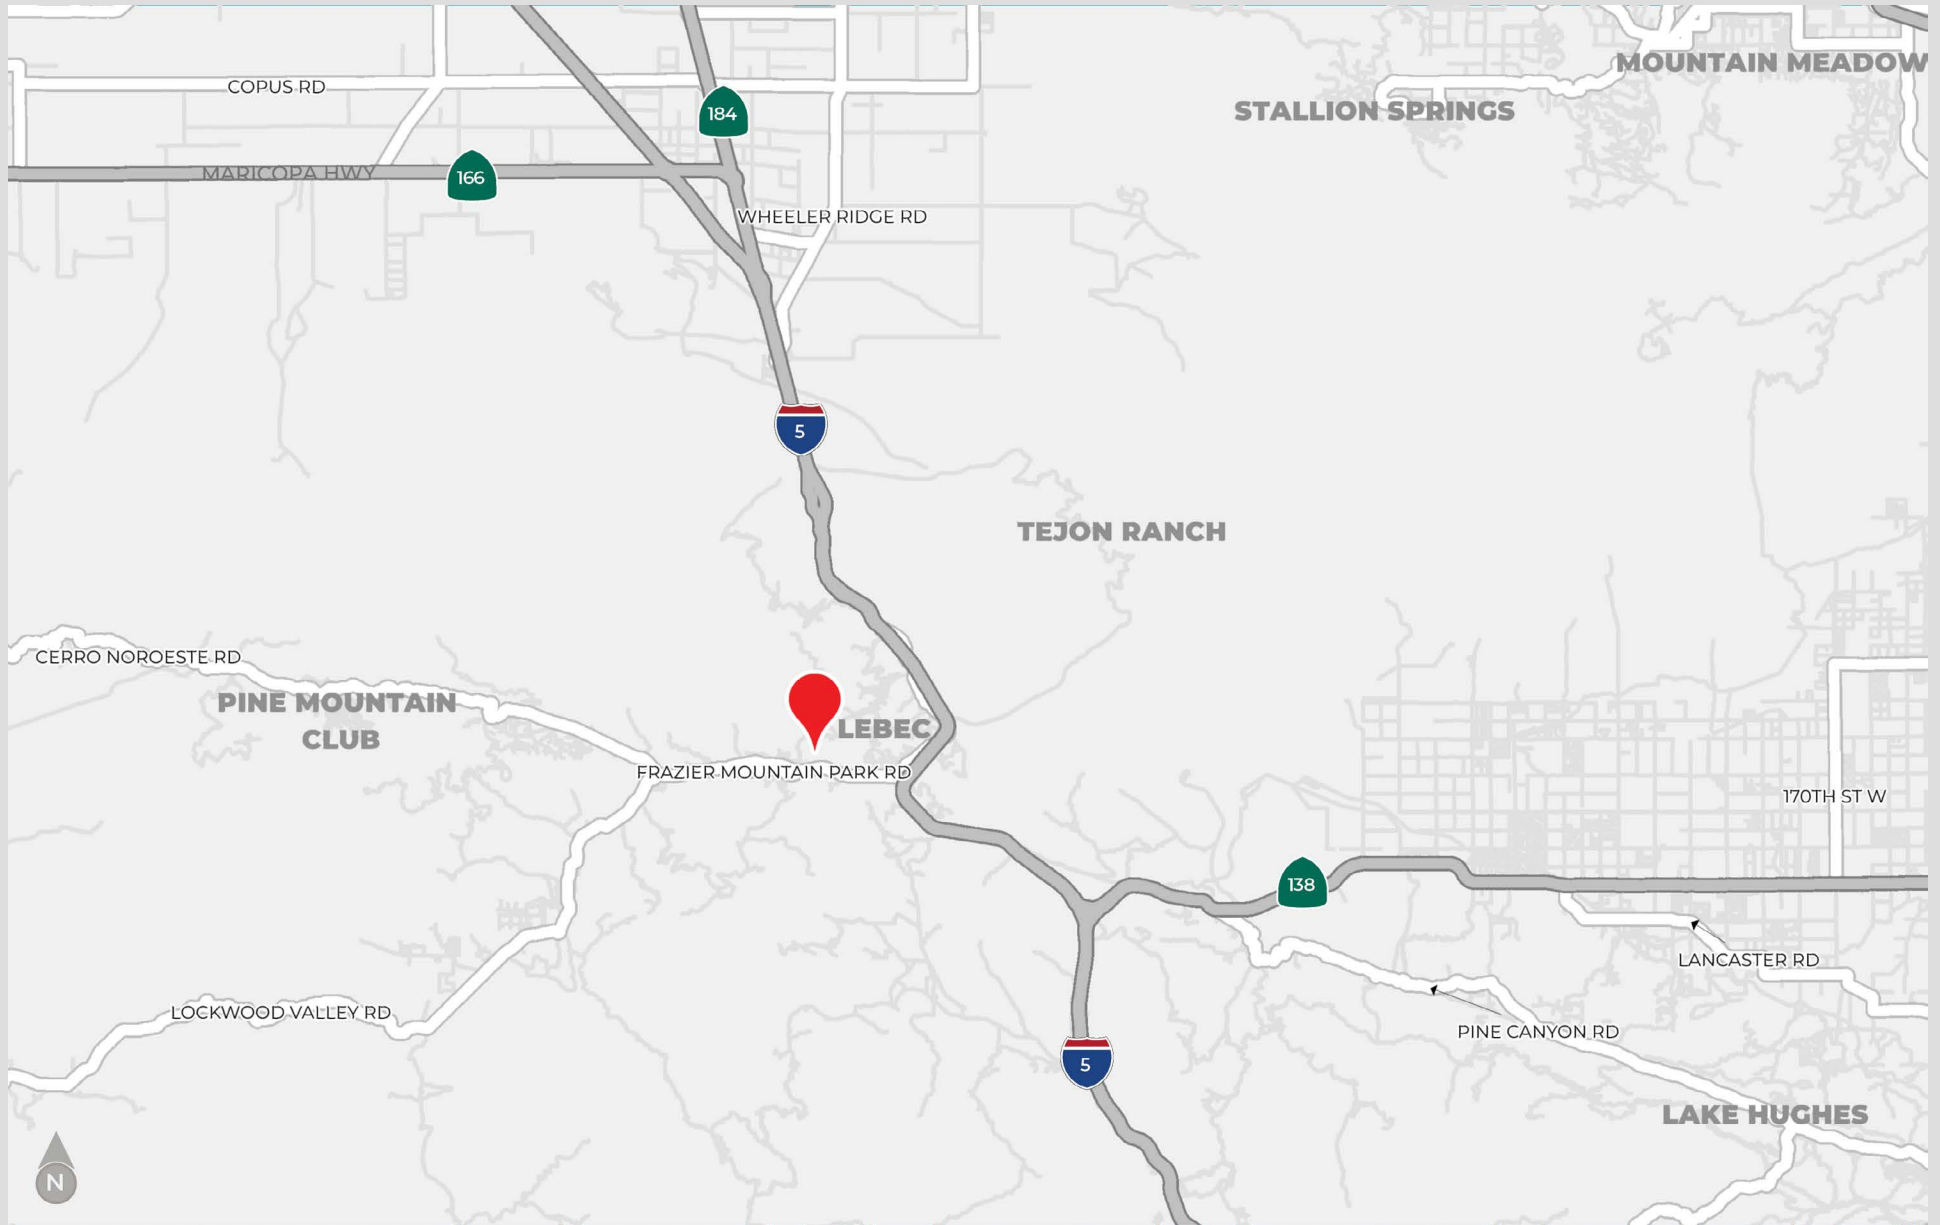 MOUNTAIN MEADOW
COPUS RD
STALLION SPRINGS
184
MARICOPA HWY
166
WHEELER RIDGE RD
5
TEJON RANCH
CERRO NOROESTE RD
PINE MOUNTAIN
CLUB
LEBEC
FRAZIER MOUNTAIN PARK RD
170TH ST W
138
LANCASTER RD
LOCKWOOD VALLEY RD
PINE CANYON RD
5
LAKE HUGHES
N